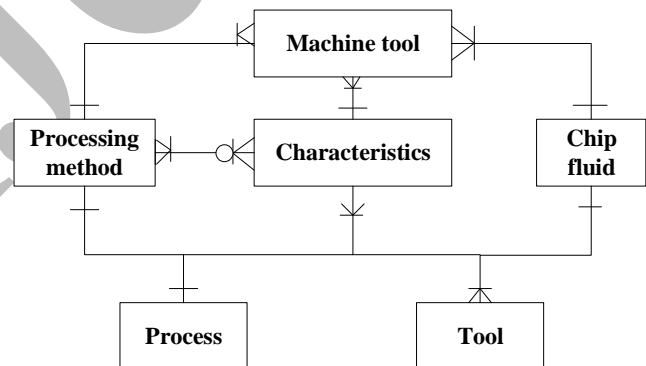 Machine tool
Processing
method
Characteristics
Chip
fluid
Process
Tool